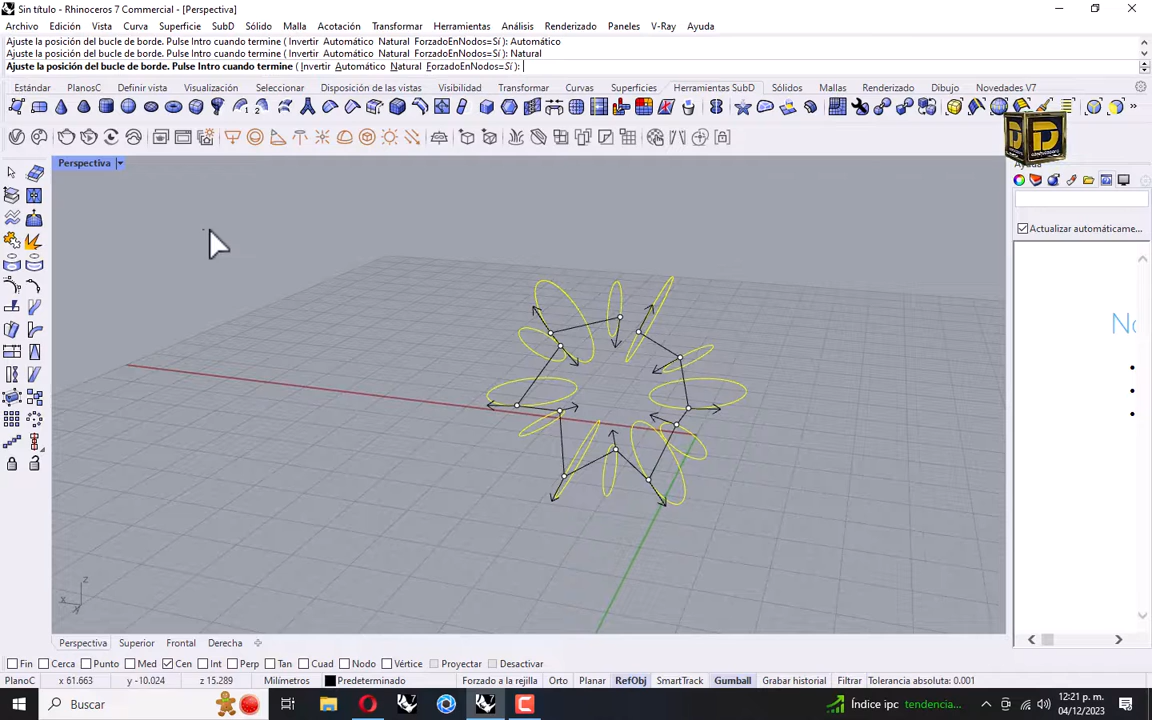 Sin título - Rhinoceros 7 Commercial - [Perspectiva]
Archivo Edición Vista Curva Superficie SubD Sólido Malla Acotación Transformar Herramientas Análisis Renderizado Paneles V-Ray Ayuda
Ajuste la posición del bucle de borde. Pulse Intro cuando termine ( Invertir Automático Natural ForzadoEnNodos=Sí ): Automático
Ajuste la posición del bucle de borde. Pulse Intro cuando termine ( Invertir Automático Natural ForzadoEnNodos=Sí ): Natural
Ajuste la posición del bucle de borde. Pulse Intro cuando termine ( Invertir Automático Natural ForzadoEnNodos=Sí ):
Estándar PlanosC Definir vista Visualización Seleccionar Disposición de las vistas Visibilidad Transformar Curvas Superficies Herramientas SubD Sólidos Mallas Renderizado Dibujo Novedades V7
Perspectiva
Actualizar automáticame...
z
x
y
Perspectiva Superior Frontal Derecha
Fin Cerca Punto Med Cen Int Perp Tan Cuad Nodo Vértice Proyectar Desactivar
PlanoC x 61.663 y -10.024 z 15.289 Milímetros Predeterminado Forzado a la rejilla Orto Planar RefObj SmartTrack Gumball Grabar historial Filtrar Tolerancia absoluta: 0.001
Buscar Índice ipc tendencia... 12:21 p. m.
04/12/2023